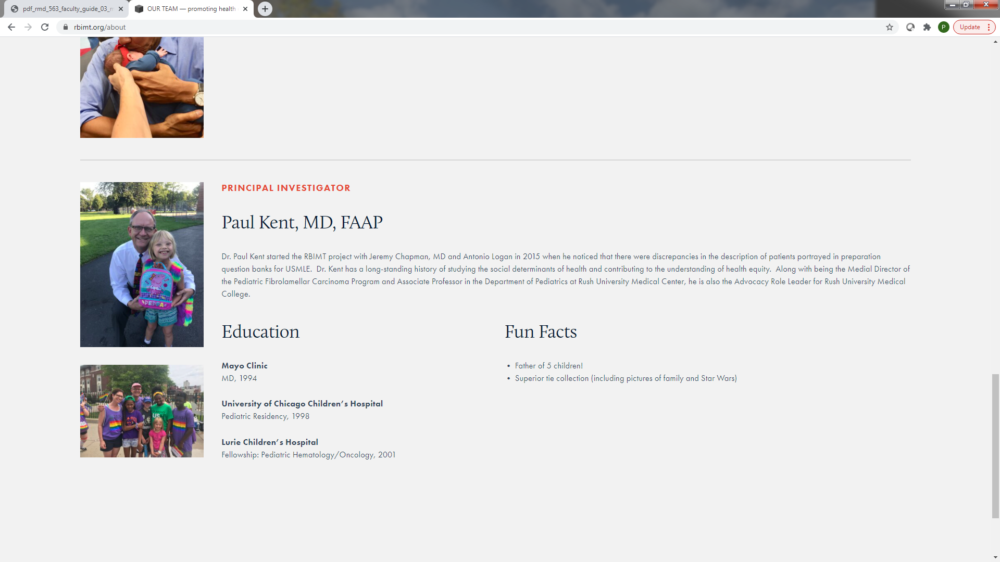 pdf_rmd_563_faculty_guide_03_m
OUR TEAM — promoting health
rbimt.org/about
P
Update
PRINCIPAL INVESTIGATOR
Paul Kent, MD, FAAP
Dr. Paul Kent started the RBIMT project with Jeremy Chapman, MD and Antonio Logan in 2015 when he noticed that there were discrepancies in the description of patients portrayed in preparation
question banks for USMLE.  Dr. Kent has a long-standing history of studying the social determinants of health and contributing to the understanding of health equity.  Along with being the Medial Director of
the Pediatric Fibrolamellar Carcinoma Program and Associate Professor in the Department of Pediatrics at Rush University Medical Center, he is also the Advocacy Role Leader for Rush University Medical
College.
PEPPA
Education
Mayo Clinic
MD, 1994
University of Chicago Children’s Hospital
Pediatric Residency, 1998
Lurie Children’s Hospital
Fellowship: Pediatric Hematology/Oncology, 2001
Fun Facts
• Father of 5 children!
• Superior tie collection (including pictures of family and Star Wars)